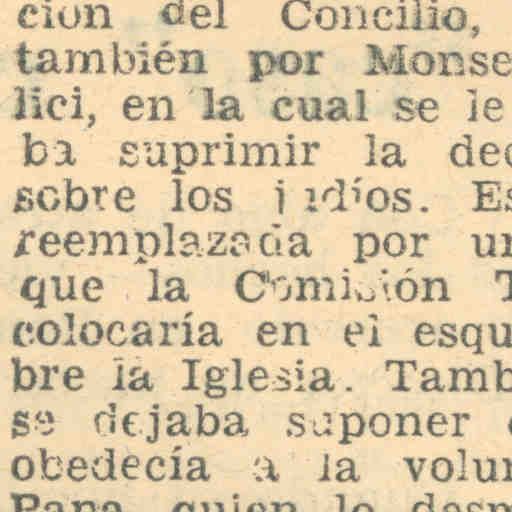 ción del Concilio,
también por Monse
lici, en la cual se le
ba suprimir la dec
sobre los judíos. Es
reemplazada por un
que la Comisión T
colocaría en el esqu
bre la Iglesia. Tamb
se dejaba suponer
obedecía a la volun
Papa, quien lo desm